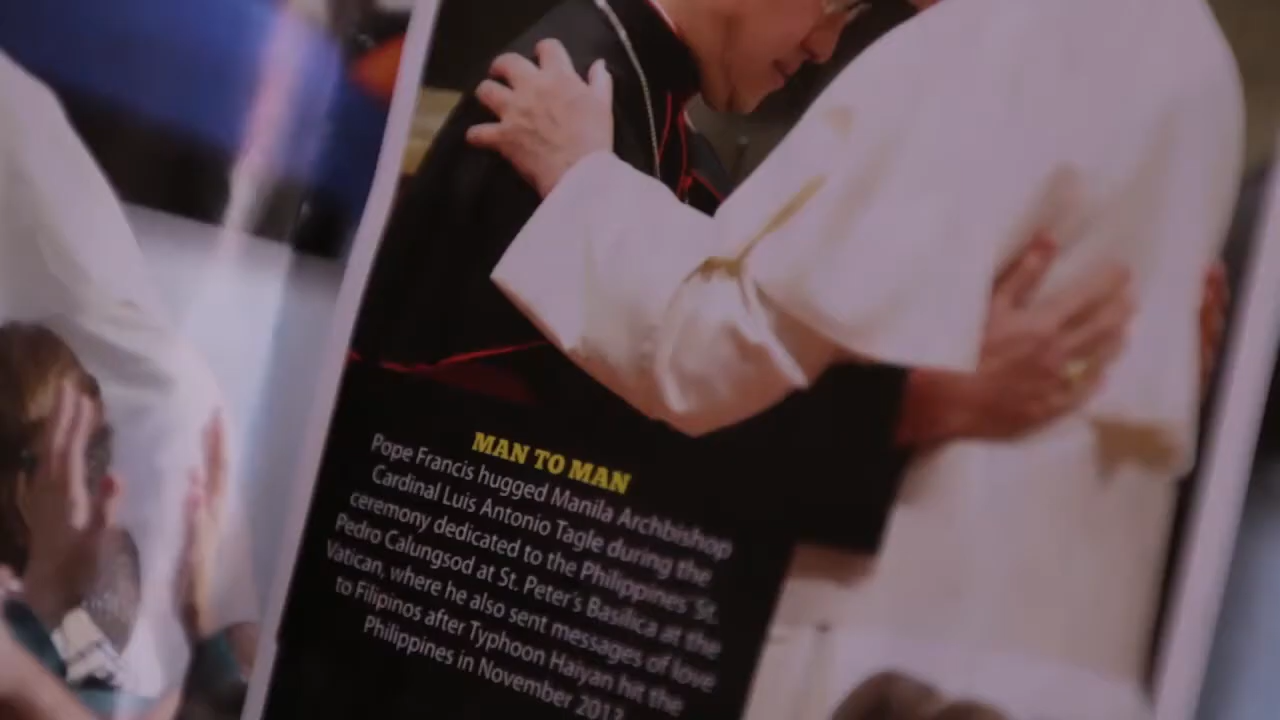 MAN TO MAN
Pope Francis hugged Manila Archbishop
Cardinal Luis Antonio Tagle during the
ceremony dedicated to the Philippines' St.
Pedro Calungsod at St. Peter's Basilica at the
Vatican, where he also sent messages of love
to Filipinos after Typhoon Haiyan hit the
Philippines in November 2013.